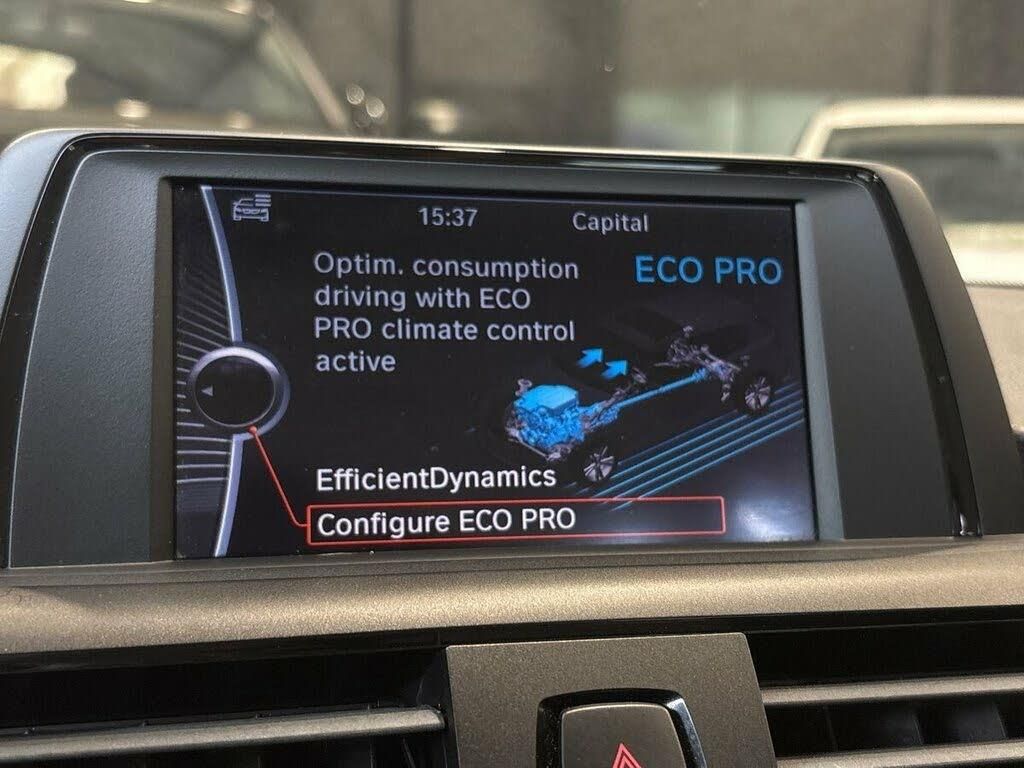 15:37 Capital
Optim. consumption
driving with ECO
PRO climate control
active
ECO PRO
EfficientDynamics
Configure ECO PRO